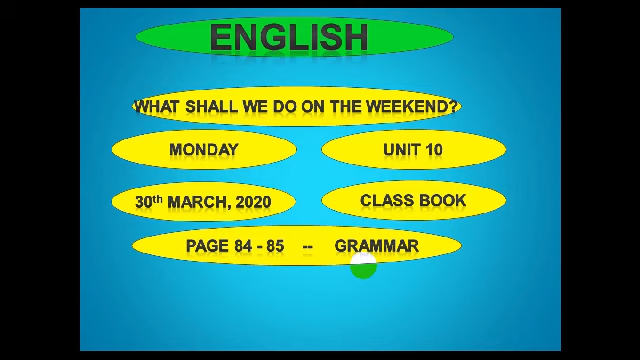 ENGLISH
WHAT SHALL WE DO ON THE WEEKEND?
MONDAY
UNIT 10
30th MARCH, 2020
CLASS BOOK
PAGE 84 - 85 -- GRAMMAR